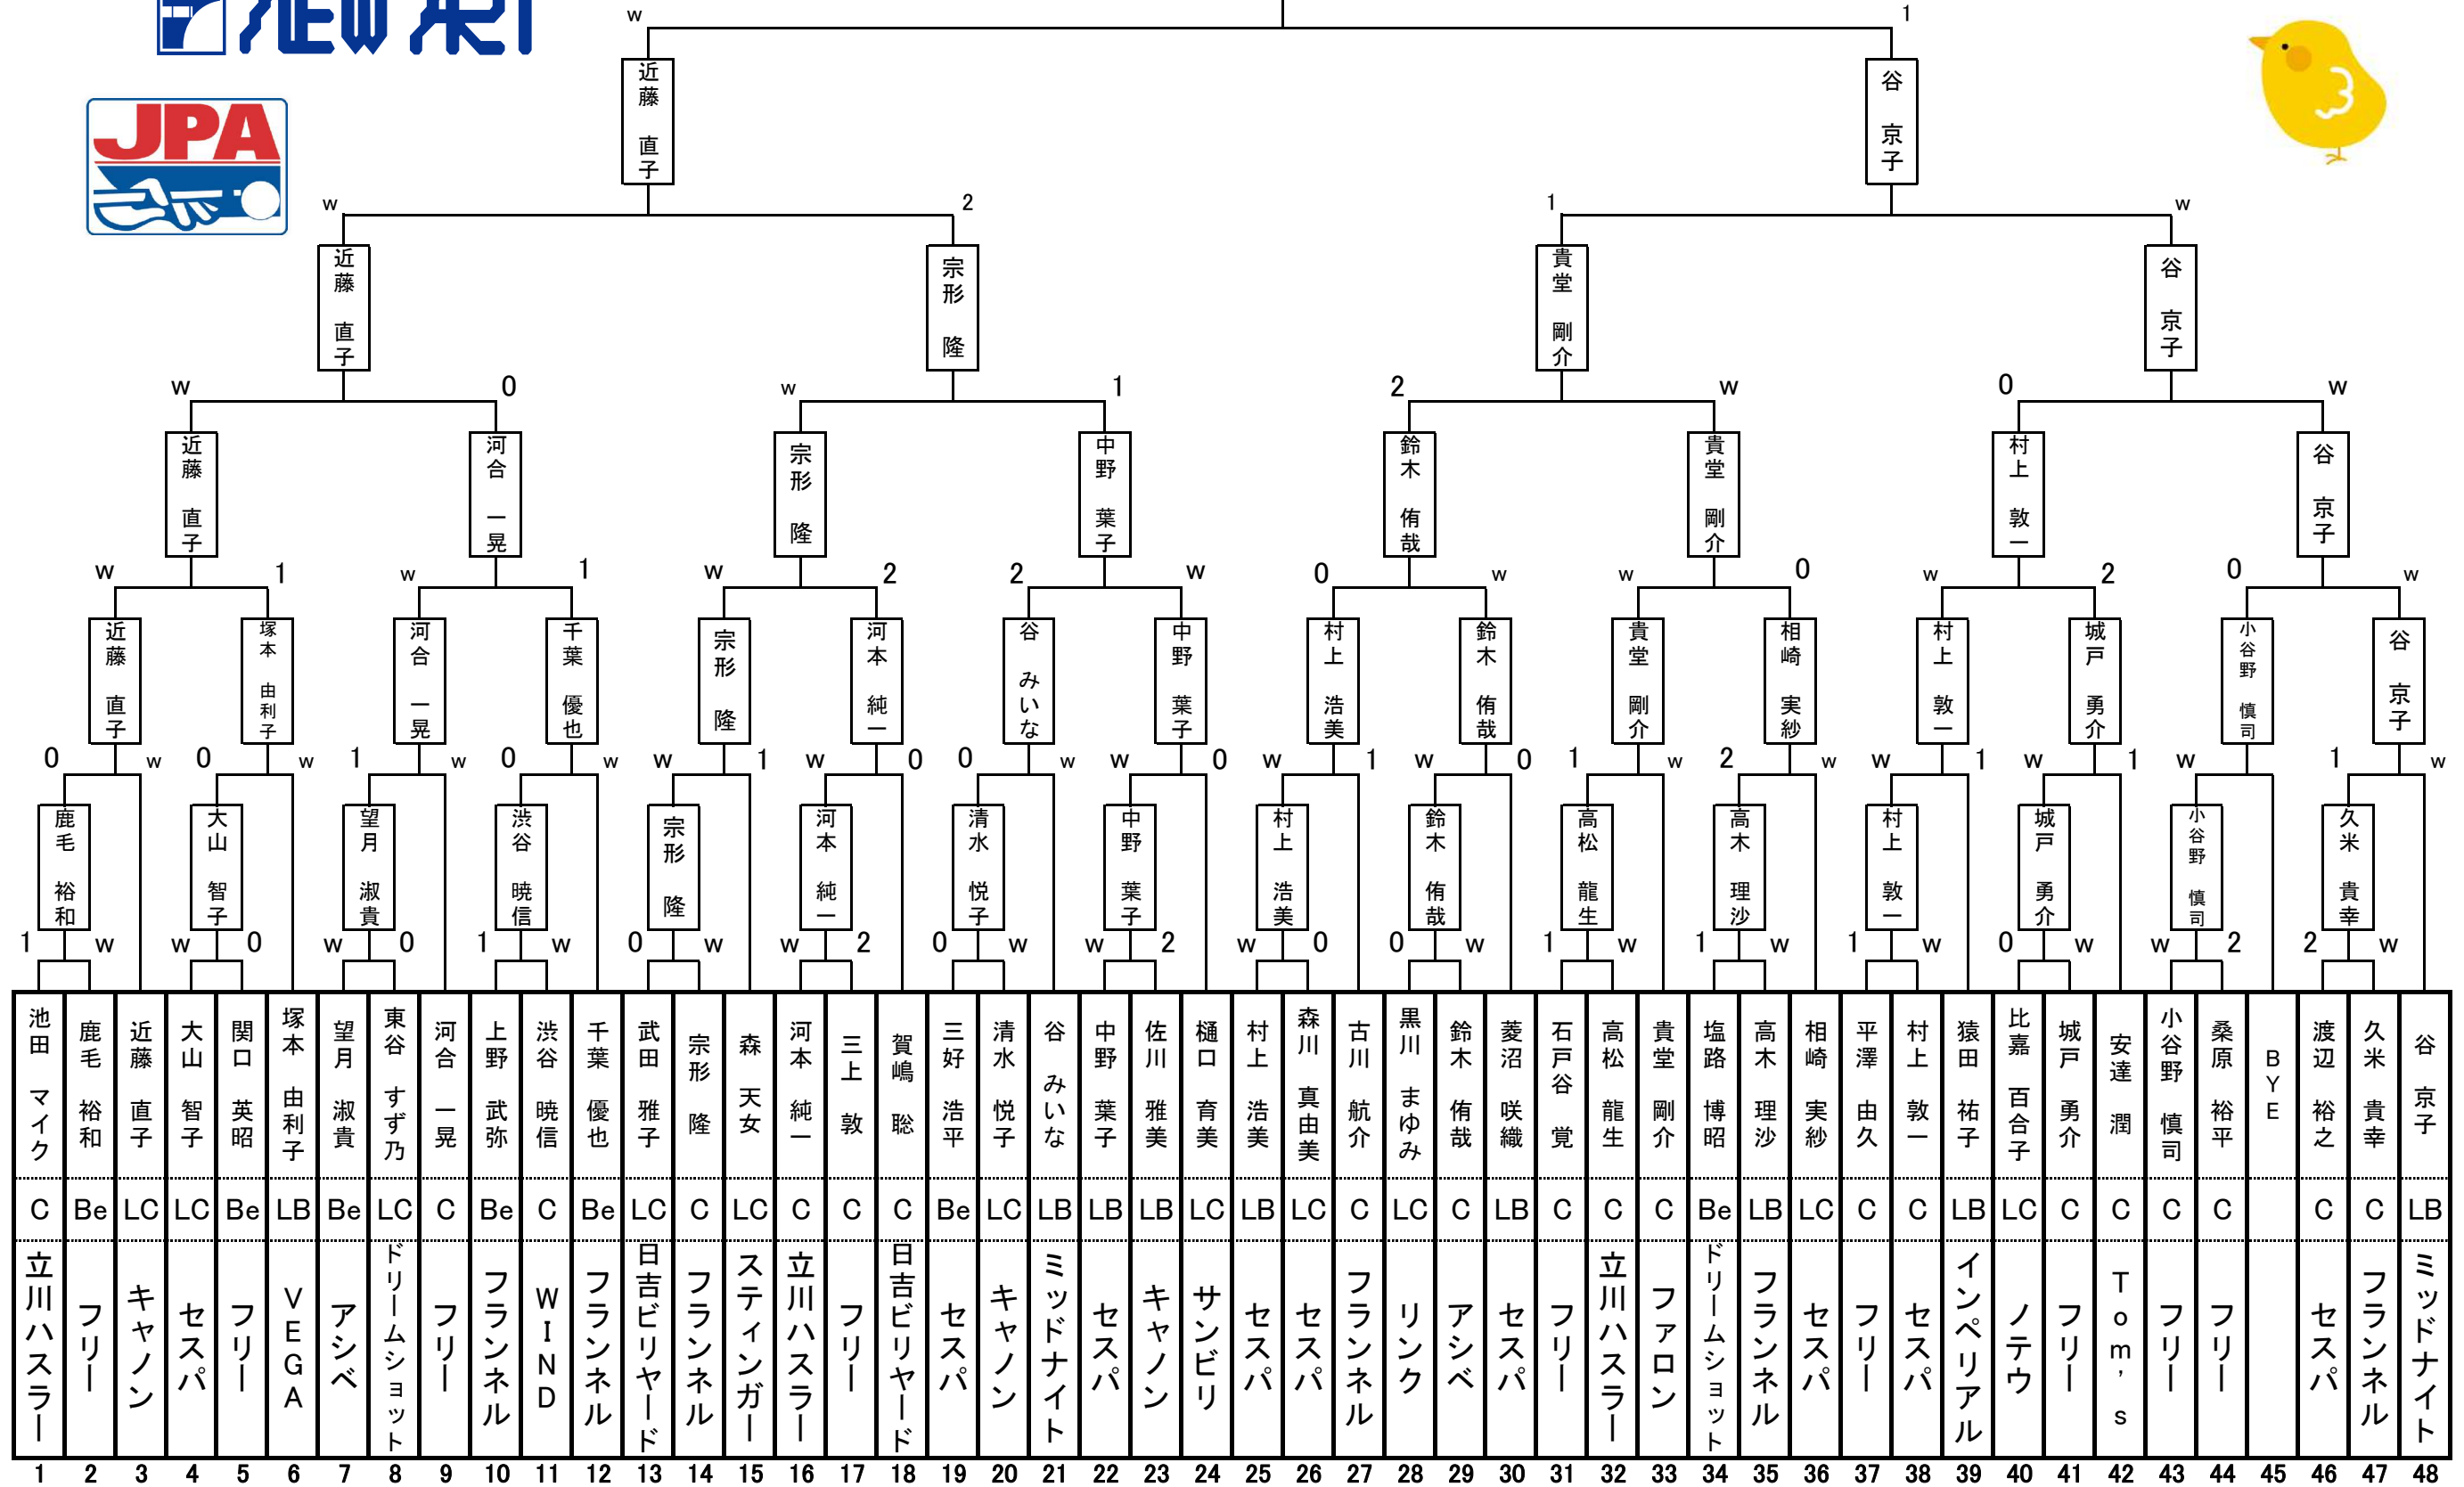 NEW ART
JPA
w 1
近藤 直子
谷 京子
w 2 1 w
近藤 直子
宗形 隆
貴堂 剛介
谷 京子
w 0 w 1 2 w 0 w
近藤 直子
河合 一晃
宗形 隆
中野 葉子
鈴木 侑哉
貴堂 剛介
村上 敦一
谷 京子
w 1 w 1 w 2 2 w 0 w w 0 w 2 0 w
近藤 直子
塚本 由利子
河合 一晃
千葉 優也
宗形 隆
河本 純一
谷 みいな
中野 葉子
村上 浩美
鈴木 侑哉
貴堂 剛介
相崎 実紗
村上 敦一
城戸 勇介
小谷野 慎司
谷 京子
0 w 0 w 1 w 0 w w 1 w 0 0 w w 0 w 1 w 0 1 w 2 w w 1 w 1 w 1 w
鹿毛 裕和
大山 智子
望月 淑貴
渋谷 暁信
宗形 隆
河本 純一
清水 悦子
中野 葉子
村上 浩美
鈴木 侑哉
高松 龍生
高木 理沙
村上 敦一
城戸 勇介
小谷野 慎司
久米 貴幸
1 w w 0 w 0 1 w 0 w w 2 0 w w 2 w 0 0 w 1 w 1 w 1 w 0 w w 2 2 w
池田 マイク C 立川ハスラー 1
鹿毛 裕和 Be フリー 2
近藤 直子 LC キャノン 3
大山 智子 LC セスパ 4
関口 英昭 Be フリー 5
塚本 由利子 LB VEGA 6
望月 淑貴 Be アシベ 7
東谷 すず乃 LC ドリームショット 8
河合 一晃 C フリー 9
上野 武弥 Be フランネル 10
渋谷 暁信 C WIND 11
千葉 優也 Be フランネル 12
武田 雅子 LC 日吉ビリヤード 13
宗形 隆 C フランネル 14
森 天女 LC スティンガー 15
河本 純一 C 立川ハスラー 16
三上 敦 C フリー 17
賀嶋 聡 C 日吉ビリヤード 18
三好 浩平 Be セスパ 19
清水 悦子 LC キャノン 20
谷 みいな LB ミッドナイト 21
中野 葉子 LB セスパ 22
佐川 雅美 LB キャノン 23
樋口 育美 LC サンビリ 24
村上 浩美 LB セスパ 25
森川 真由美 LC セスパ 26
古川 航介 C フランネル 27
黒川 まゆみ LC リンク 28
鈴木 侑哉 C アシベ 29
菱沼 咲織 LB セスパ 30
石戸谷 覚 C フリー 31
高松 龍生 C 立川ハスラー 32
貴堂 剛介 C ファロン 33
塩路 博昭 Be ドリームショット 34
高木 理沙 LB フランネル 35
相崎 実紗 LC セスパ 36
平澤 由久 C フリー 37
村上 敦一 C セスパ 38
猿田 祐子 LB インペリアル 39
比嘉 百合子 LC ノテウ 40
城戸 勇介 C フリー 41
安達 潤 C Tom's 42
小谷野 慎司 C フリー 43
桑原 裕平 C フリー 44
BYE 45
渡辺 裕之 C セスパ 46
久米 貴幸 C フランネル 47
谷 京子 LB ミッドナイト 48